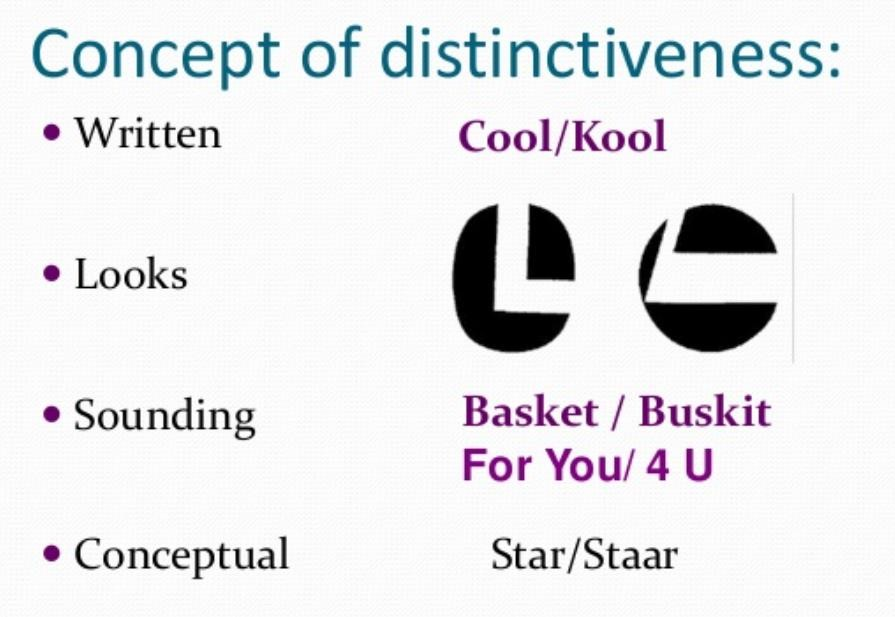 Concept of distinctiveness:
• Written Cool/Kool
• Looks
• Sounding Basket / Buskit
For You/ 4 U
• Conceptual Star/Staar